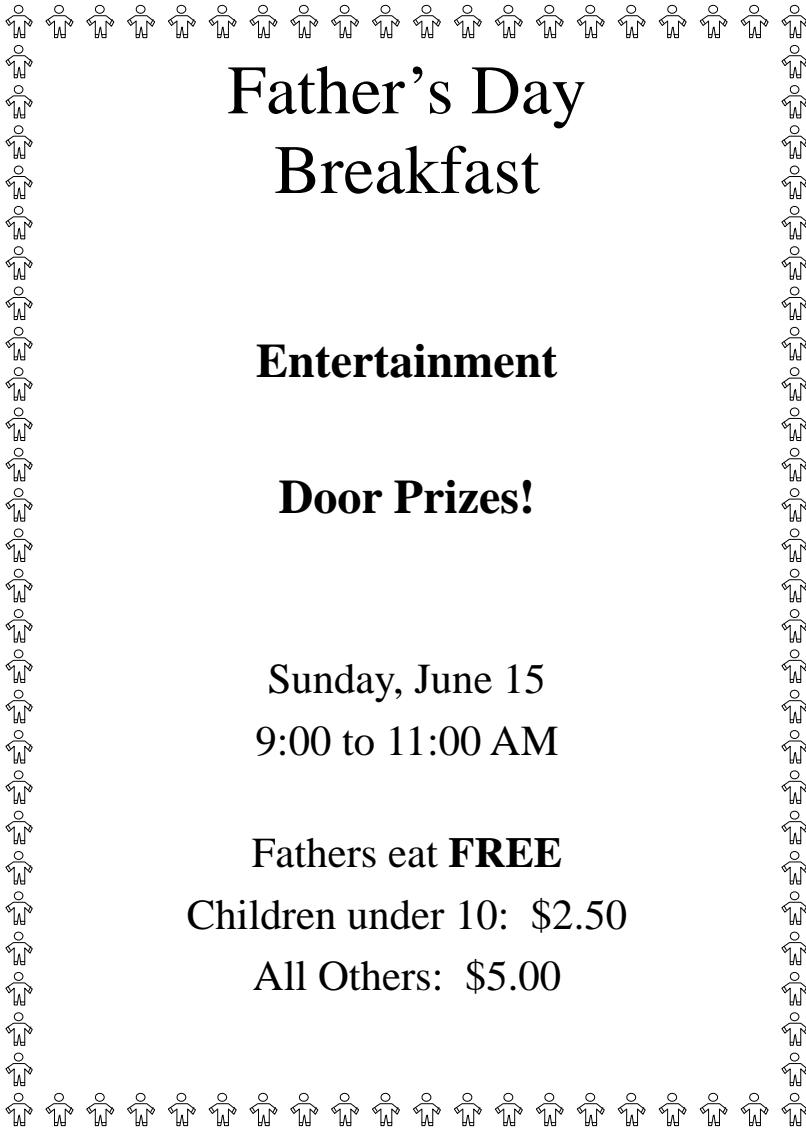 Father’s Day
Breakfast
Entertainment
Door Prizes!
Sunday, June 15
9:00 to 11:00 AM
Fathers eat FREE
Children under 10:  $2.50
All Others:  $5.00